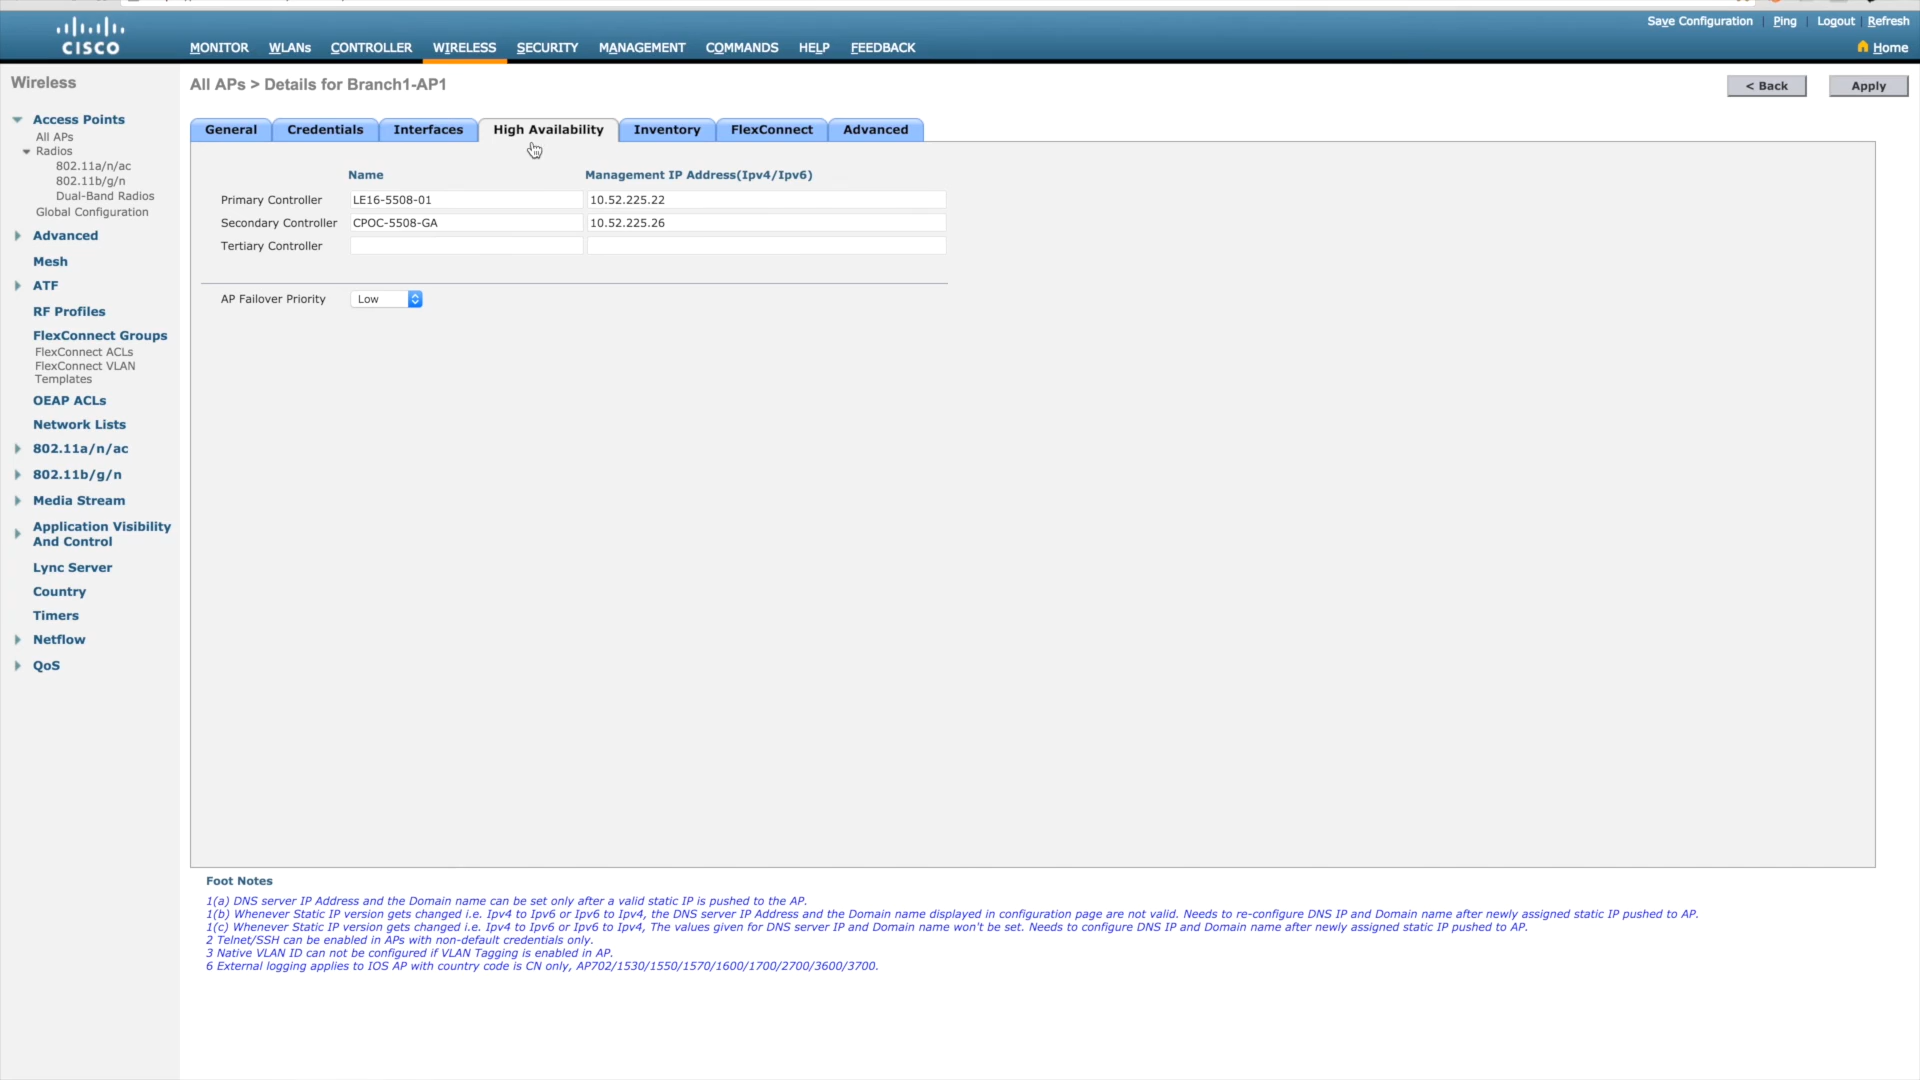 Save Configuration | Ping | Logout | Refresh
CISCO
MONITOR WLANs CONTROLLER WIRELESS SECURITY MANAGEMENT COMMANDS HELP FEEDBACK
Home
Wireless
Access Points
All APs
Radios
802.11a/n/ac
802.11b/g/n
Dual-Band Radios
Global Configuration
Advanced
Mesh
ATF
RF Profiles
FlexConnect Groups
FlexConnect ACLs
FlexConnect VLAN
Templates
OEAP ACLs
Network Lists
802.11a/n/ac
802.11b/g/n
Media Stream
Application Visibility
And Control
Lync Server
Country
Timers
Netflow
QoS
All APs > Details for Branch1-AP1
< Back Apply
General Credentials Interfaces High Availability Inventory FlexConnect Advanced
Name Management IP Address(Ipv4/Ipv6)
Primary Controller LE16-5508-01 10.52.225.22
Secondary Controller CPOC-5508-GA 10.52.225.26
Tertiary Controller
AP Failover Priority Low
Foot Notes
1(a) DNS server IP Address and the Domain name can be set only after a valid static IP is pushed to the AP.
1(b) Whenever Static IP version gets changed i.e. Ipv4 to Ipv6 or Ipv6 to Ipv4, the DNS server IP Address and the Domain name displayed in configuration page are not valid. Needs to re-configure DNS IP and Domain name after newly assigned static IP pushed to AP.
1(c) Whenever Static IP version gets changed i.e. Ipv4 to Ipv6 or Ipv6 to Ipv4, The values given for DNS server IP and Domain name won't be set. Needs to configure DNS IP and Domain name after newly assigned static IP pushed to AP.
2 Telnet/SSH can be enabled in APs with non-default credentials only.
3 Native VLAN ID can not be configured if VLAN Tagging is enabled in AP.
6 External logging applies to IOS AP with country code is CN only, AP702/1530/1550/1570/1600/1700/2700/3600/3700.